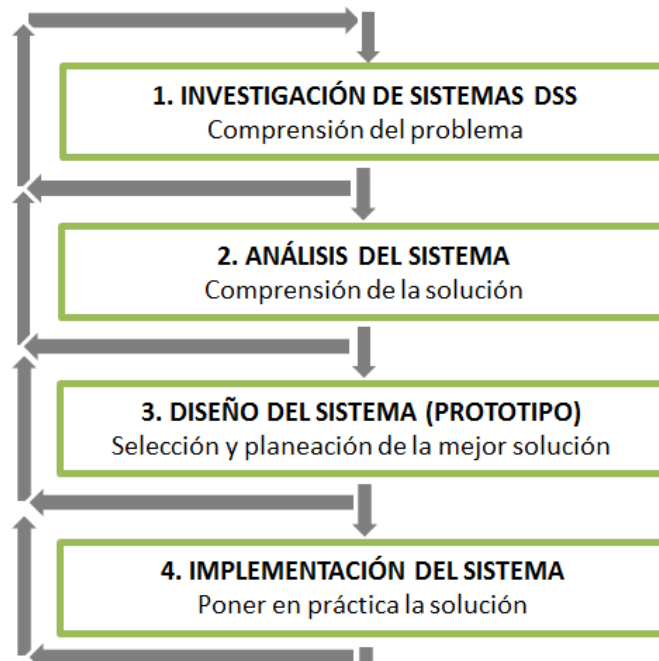 1. INVESTIGACIÓN DE SISTEMAS DSS
Comprensión del problema
2. ANÁLISIS DEL SISTEMA
Comprensión de la solución
3. DISEÑO DEL SISTEMA (PROTOTIPO)
Selección y planeación de la mejor solución
4. IMPLEMENTACIÓN DEL SISTEMA
Poner en práctica la solución